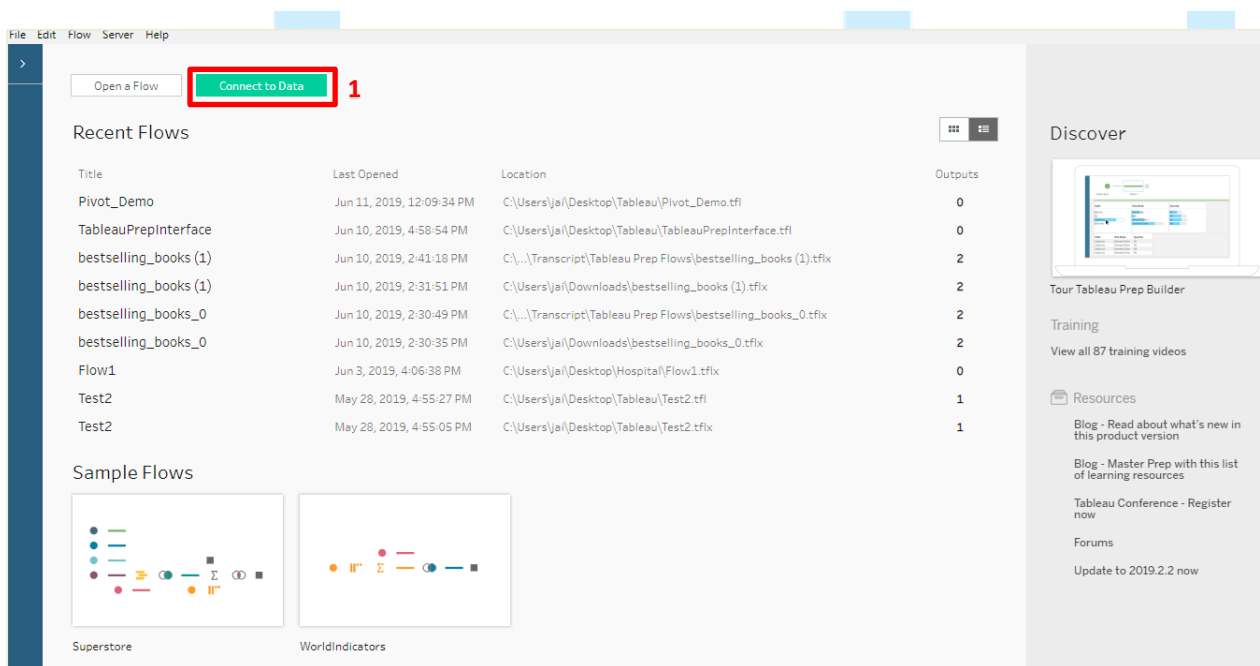 File Edit Flow Server Help
Open a Flow
Connect to Data
1
Recent Flows
Title Last Opened Location Outputs
Pivot_Demo Jun 11, 2019, 12:09:34 PM C:\Users\jai\Desktop\Tableau\Pivot_Demo.tfl 0
TableauPrepInterface Jun 10, 2019, 4:58:54 PM C:\Users\jai\Desktop\Tableau\TableauPrepInterface.tfl 0
bestselling_books (1) Jun 10, 2019, 2:41:18 PM C:\...\Transcript\Tableau Prep Flows\bestselling_books (1).tflx 2
bestselling_books (1) Jun 10, 2019, 2:31:51 PM C:\Users\jai\Downloads\bestselling_books (1).tflx 2
bestselling_books_0 Jun 10, 2019, 2:30:49 PM C:\...\Transcript\Tableau Prep Flows\bestselling_books_0.tflx 2
bestselling_books_0 Jun 10, 2019, 2:30:35 PM C:\Users\jai\Downloads\bestselling_books_0.tflx 2
Flow1 Jun 3, 2019, 4:06:38 PM C:\Users\jai\Desktop\Hospital\Flow1.tflx 0
Test2 May 28, 2019, 4:55:27 PM C:\Users\jai\Desktop\Tableau\Test2.tfl 1
Test2 May 28, 2019, 4:55:05 PM C:\Users\jai\Desktop\Tableau\Test2.tflx 1
Sample Flows
Superstore
WorldIndicators
Discover
Tour Tableau Prep Builder
Training
View all 87 training videos
Resources
Blog - Read about what's new in
this product version
Blog - Master Prep with this list
of learning resources
Tableau Conference - Register
now
Forums
Update to 2019.2.2 now